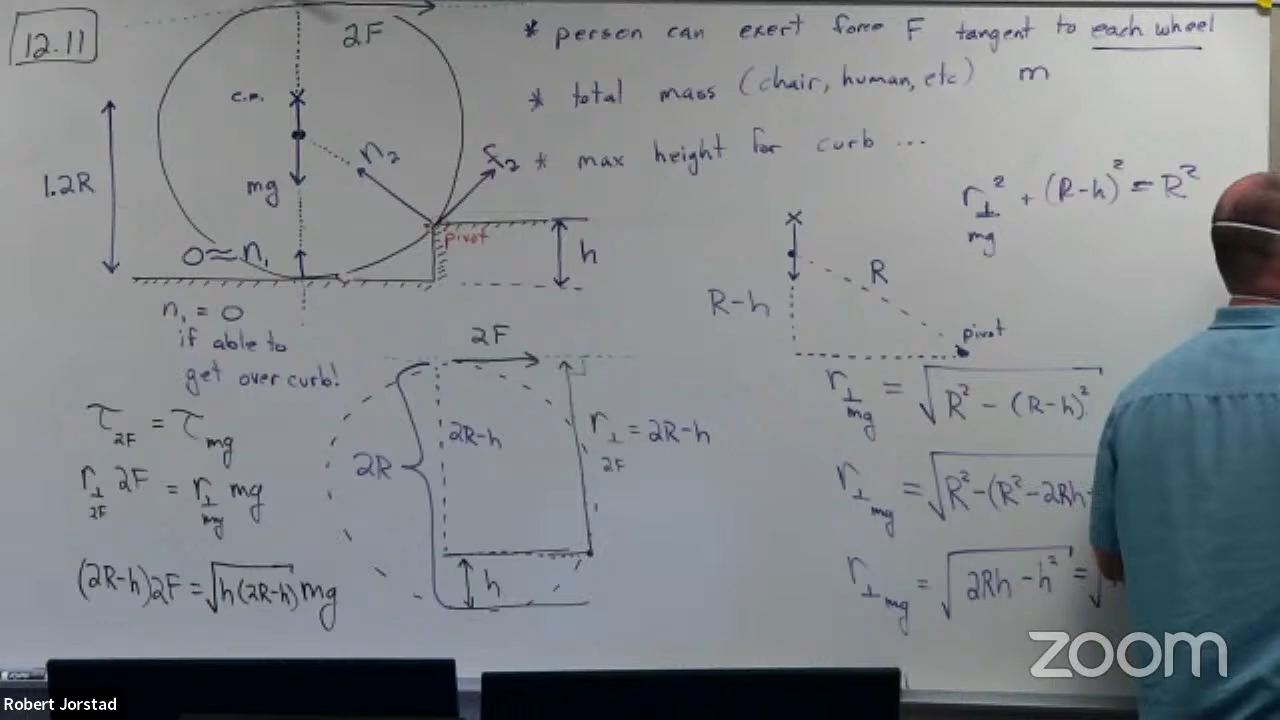 12.11
2F
* person can exert force F tangent to each wheel
c.m.
* total mass (chair, human, etc) m
n₂
f₂
* max height for curb ...
1.2R
mg
r⊥mg² + (R-h)² = R²
0≈n₁
pivot
h
R
R-h
pivot
n₁ = 0
if able to
get over curb!
2F
r⊥mg = √R² - (R-h)²
τ2F = τmg
2R-h
r⊥2F = 2R-h
2R
r⊥2F 2F = r⊥mg mg
r⊥mg = √R²-(R²-2Rh
(2R-h)2F = √h(2R-h) mg
h
r⊥mg = √2Rh - h² = √
zoom
Robert Jorstad